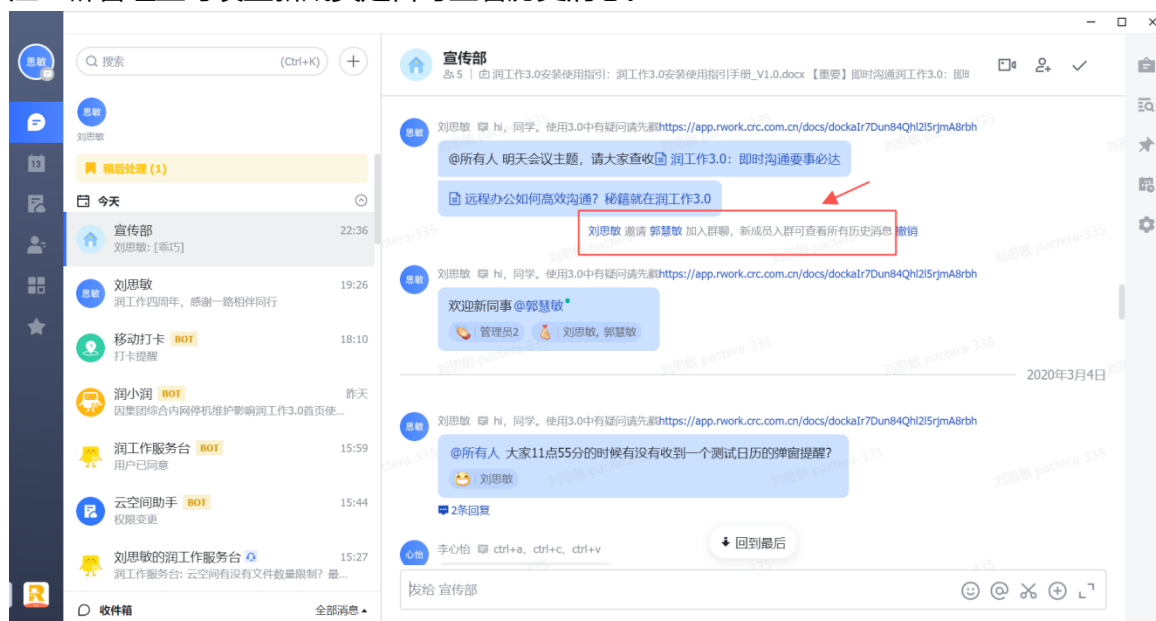 思敏
搜索 (Ctrl+K)
思敏
刘思敏
稍后处理 (1)
今天
宣传部 22:36
刘思敏: [乖巧]
思敏
刘思敏 19:26
润工作四周年，感谢一路相伴同行
移动打卡 BOT 18:10
打卡提醒
润小润 BOT 昨天
因集团综合内网停机维护影响润工作3.0首页使...
润工作服务台 BOT 15:59
用户已同意
云空间助手 BOT 15:44
权限变更
刘思敏的润工作服务台 15:27
润工作服务台: 云空间有没有文件数量限制？最...
收件箱 全部消息
13
R
宣传部
5 | 润工作3.0安装使用指引：润工作3.0安装使用指引手册_V1.0.docx 【重要】即时沟通润工作3.0：即
思敏
刘思敏 hi，同学。使用3.0中有疑问请先戳https://app.rwork.crc.com.cn/docs/dockaIr7Dun84Qhl2l5rjmA8rbh
@所有人 明天会议主题，请大家查收 润工作3.0：即时沟通要事必达
远程办公如何高效沟通？秘籍就在润工作3.0
刘思敏 邀请 郭慧敏 加入群聊，新成员入群可查看所有历史消息 撤销
思敏
刘思敏 hi，同学。使用3.0中有疑问请先戳https://app.rwork.crc.com.cn/docs/dockaIr7Dun84Qhl2l5rjmA8rbh
欢迎新同事 @郭慧敏
管理员2 刘思敏, 郭慧敏
2020年3月4日
思敏
刘思敏 hi，同学。使用3.0中有疑问请先戳https://app.rwork.crc.com.cn/docs/dockaIr7Dun84Qhl2l5rjmA8rbh
@所有人 大家11点55分的时候有没有收到一个测试日历的弹窗提醒?
刘思敏
2条回复
回到最后
心怡
李心怡 ctrl+a、ctrl+c、ctrl+v
发给 宣传部
刘思敏 pactera-335